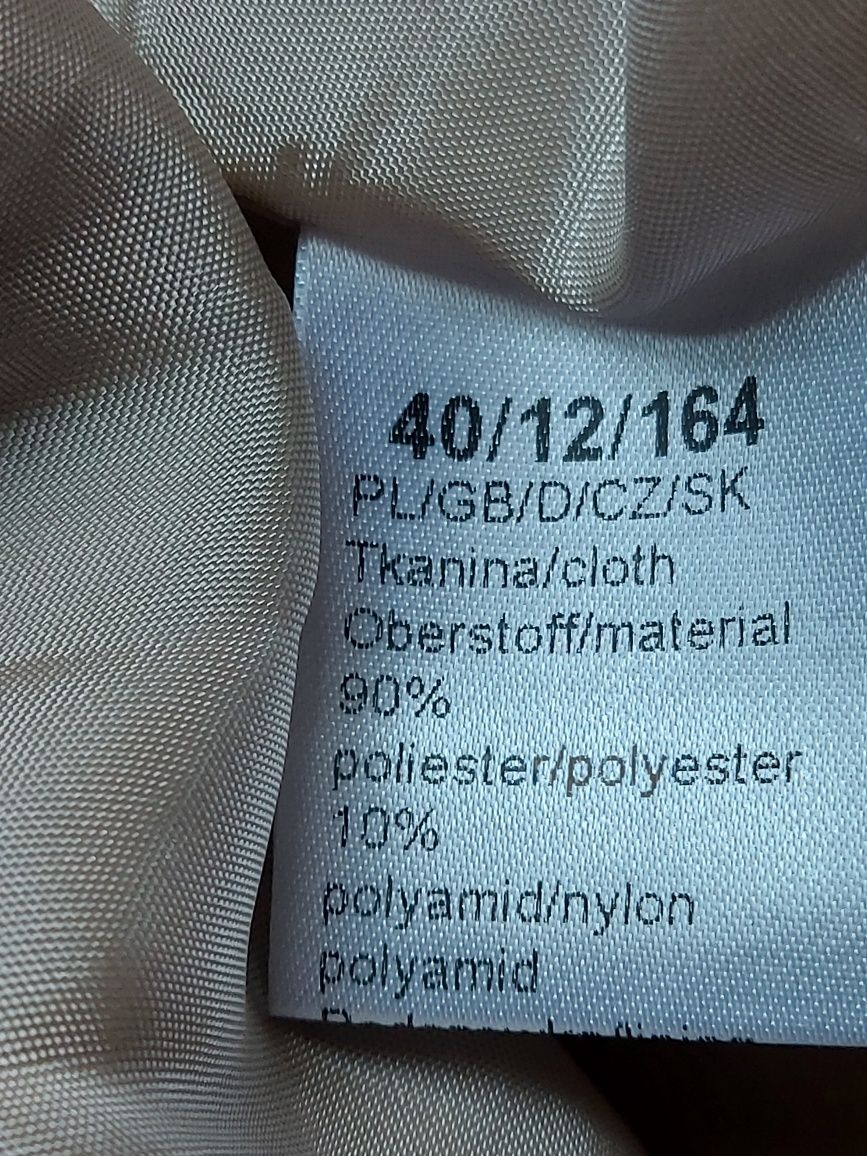 40/12/164
PL/GB/D/CZ/SK
Tkanina/cloth
Oberstoff/material
90%
poliester/polyester
10%
polyamid/nylon
polyamid